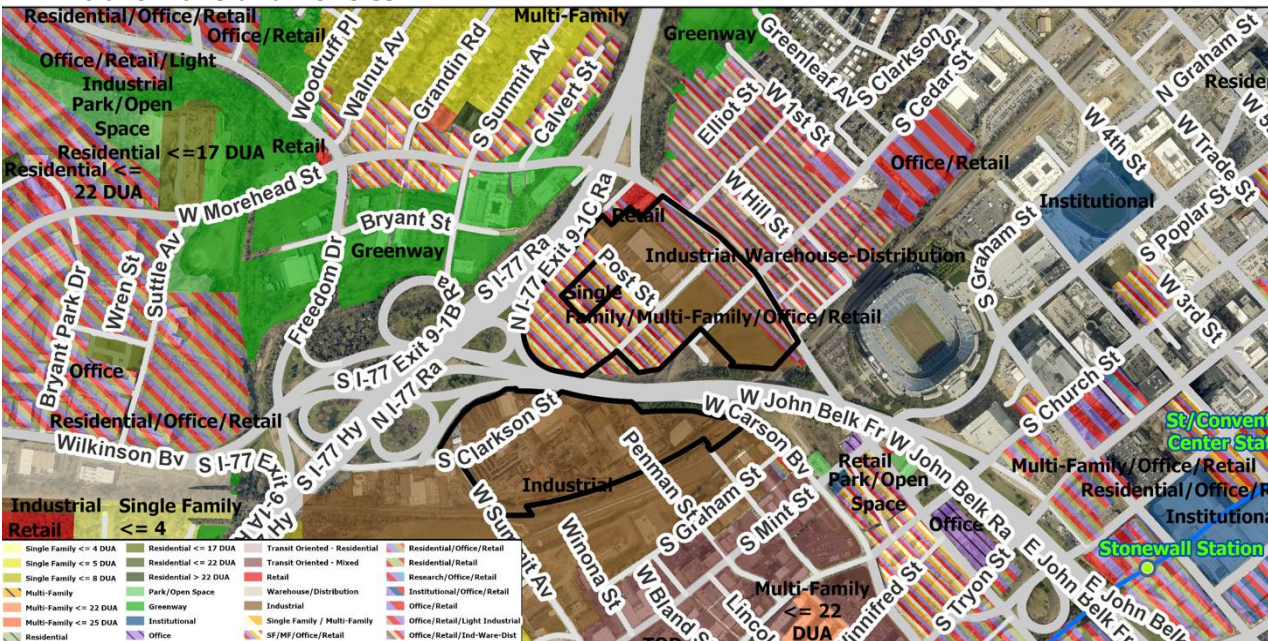 Residential/Office/Retail
Office/Retail
Multi-Family
Greenway
Office/Retail/Light
Industrial
Park/Open
Space
Residential <=17 DUA
Residential <=
22 DUA
Retail
Woodruff Pl
Walnut Av
Grandin Rd
S Summit Av
Calvert St
Greenleaf Av
S Clarkson St
S Cedar St
Elliot St
W 1st St
W Hill St
Office/Retail
N Graham St
W 4th St
W Trade St
Institutional
S Poplar St
W 3rd St
S Graham St
W Morehead St
Bryant St
Greenway
Freedom Dr
Suttle Av
Wren St
Bryant Park Dr
Office
Residential/Office/Retail
Wilkinson Bv
S I-77 Ra
N I-77 Exit 9-1C Ra
S I-77 Exit 9-1B Ra
N I-77 Ra
S I-77 Hy
S I-77 Exit
Retail
Industrial Warehouse-Distribution
Post St
Single
Family/Multi-Family/Office/Retail
S Clarkson St
W John Belk Fr
W John Belk Ra
W Carson Bv
S Church St
Multi-Family/Office/Retail
Stonewall Station
Retail
Park/Open
Space
Office
Industrial
Penman St
S Graham St
S Mint St
Winona St
S Tryon St
E John Belk Ra
E John Belk Fr
Multi-Family
<= 22
DUA
Industrial
Retail
Single Family
<= 4
Single Family <= 4 DUA
Single Family <= 5 DUA
Single Family <= 8 DUA
Multi-Family
Multi-Family <= 22 DUA
Multi-Family <= 25 DUA
Residential
Residential <= 17 DUA
Residential <= 22 DUA
Residential > 22 DUA
Park/Open Space
Greenway
Institutional
Office
Transit Oriented - Residential
Transit Oriented - Mixed
Retail
Warehouse/Distribution
Industrial
Single Family / Multi-Family
SF/MF/Office/Retail
Residential/Office/Retail
Residential/Retail
Research/Office/Retail
Institutional/Office/Retail
Office/Retail
Office/Retail/Light Industrial
Office/Retail/Ind-Ware-Dist